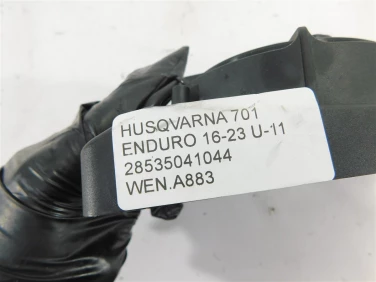 HUSQVARNA 701
ENDURO 16-23 U-11
28535041044
WEN.A883